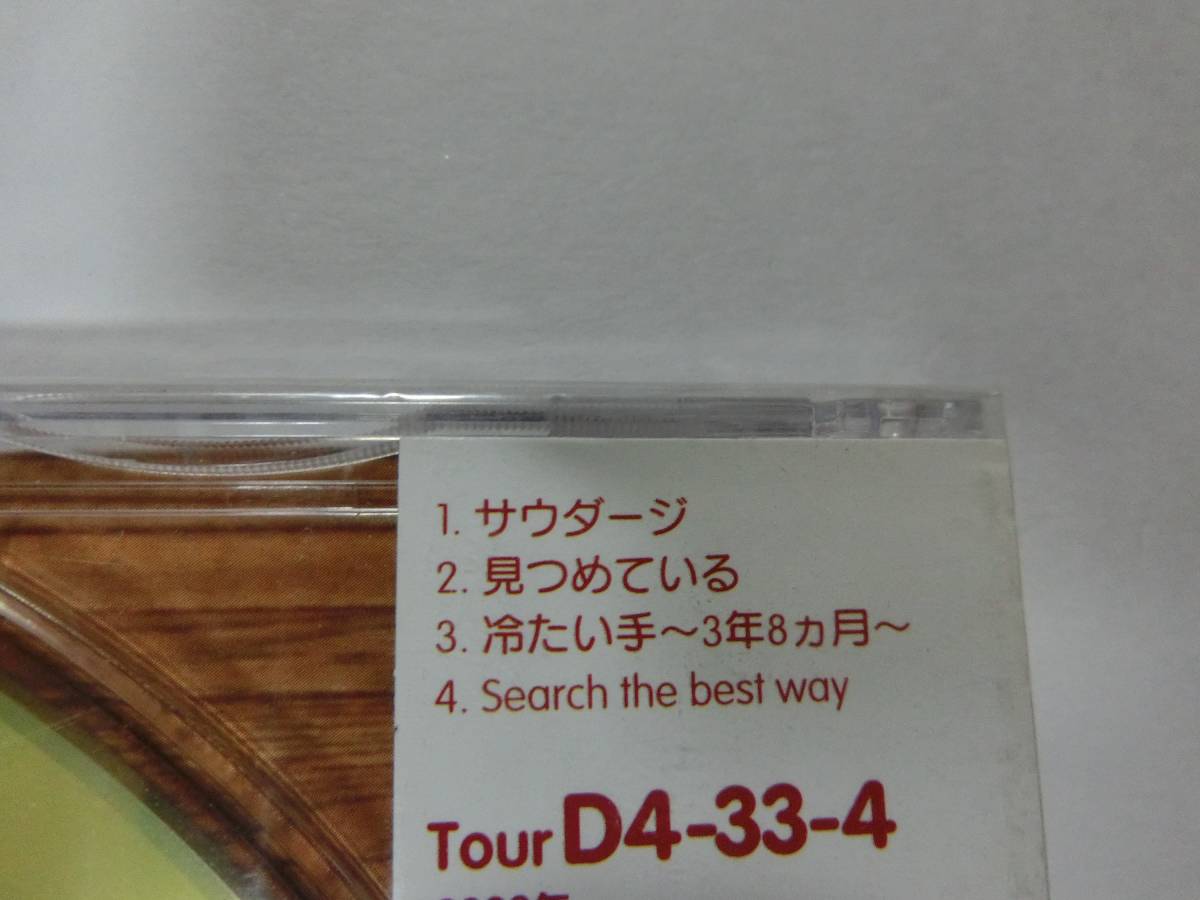 1. サウダージ
2. 見つめている
3. 冷たい手～3年8ヵ月～
4. Search the best way
Tour D4-33-4